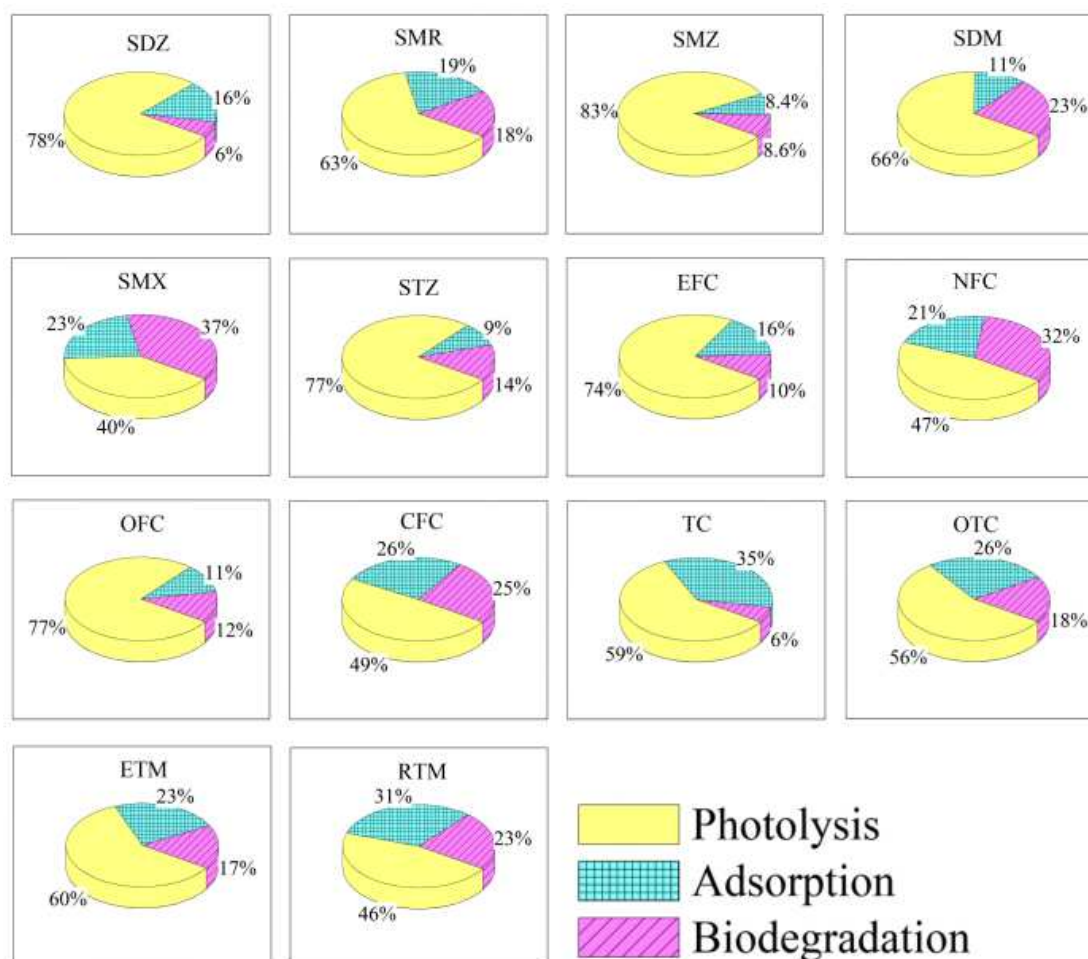 SDZ
16%
78%
6%
SMR
19%
18%
63%
SMZ
83%
8.4%
8.6%
SDM
11%
23%
66%
SMX
23%
37%
40%
STZ
9%
77%
14%
EFC
16%
74%
10%
NFC
21%
32%
47%
OFC
11%
77%
12%
CFC
26%
25%
49%
TC
35%
59%
6%
OTC
26%
18%
56%
ETM
23%
17%
60%
RTM
31%
23%
46%
Photolysis
Adsorption
Biodegradation